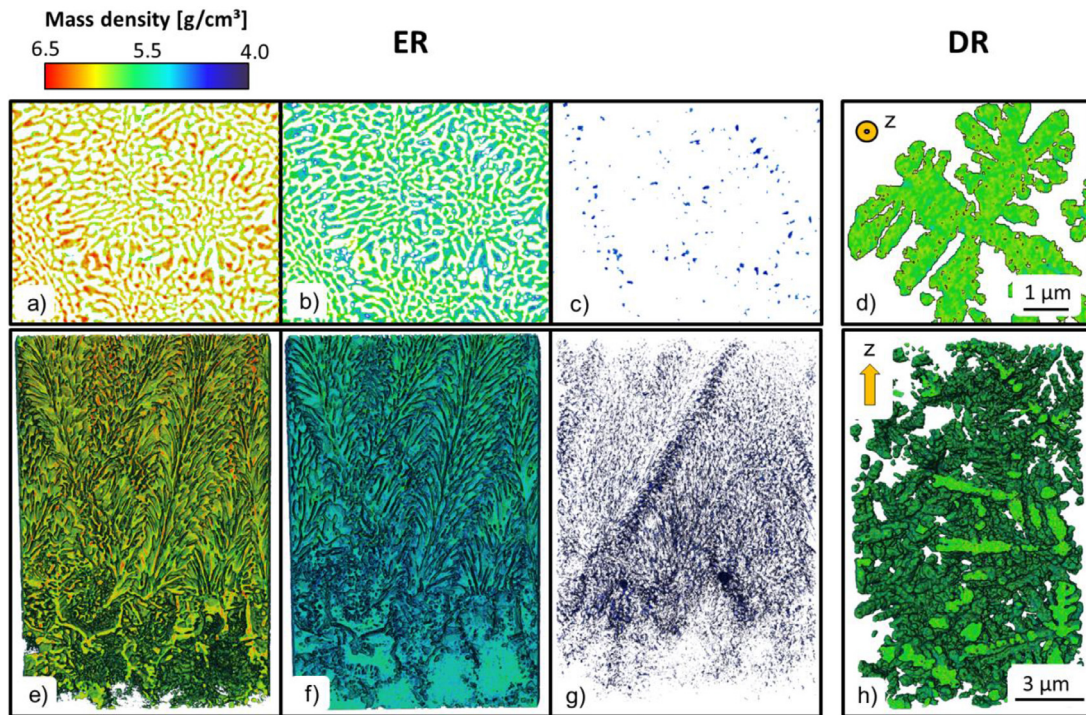 Mass density [g/cm³]
6.5 5.5 4.0
ER
DR
a)
b)
c)
z
d)
1 µm
e)
f)
g)
z
h)
3 µm